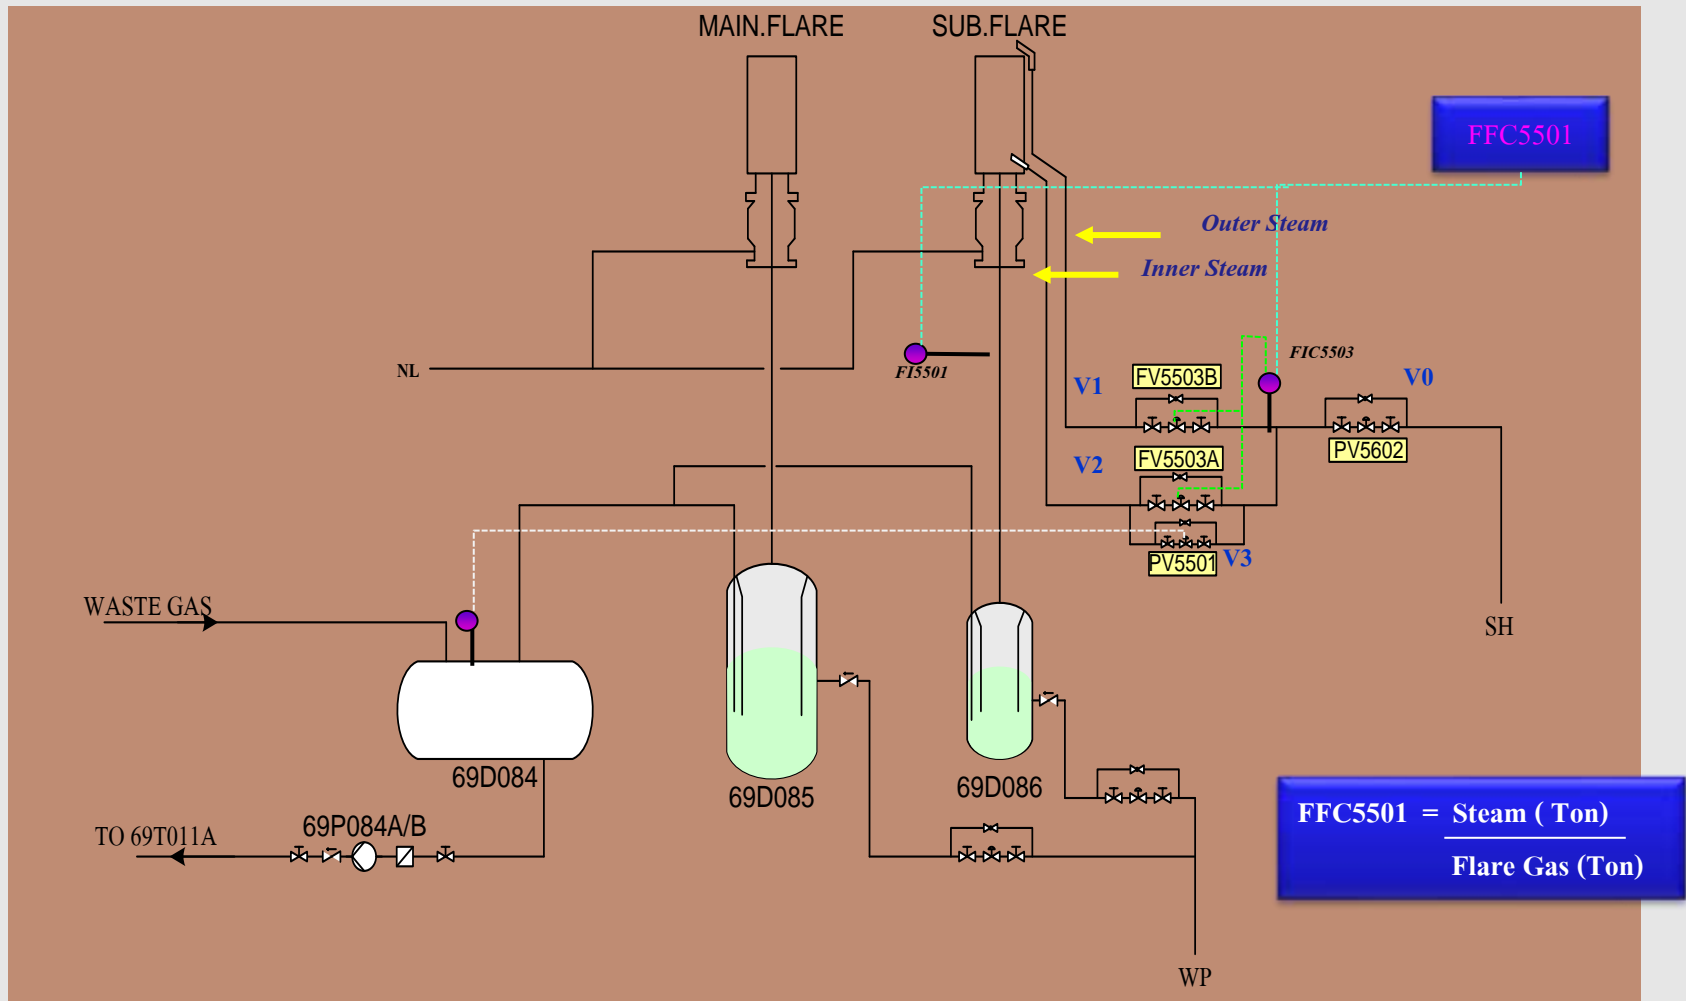 MAIN.FLARE
SUB.FLARE
FFC5501
Outer Steam
Inner Steam
NL
FI5501
FIC5503
V1
FV5503B
V0
PV5602
V2
FV5503A
PV5501
V3
WASTE GAS
SH
69D084
69D085
69D086
TO 69T011A
69P084A/B
FFC5501 = Steam ( Ton)
Flare Gas (Ton)
WP